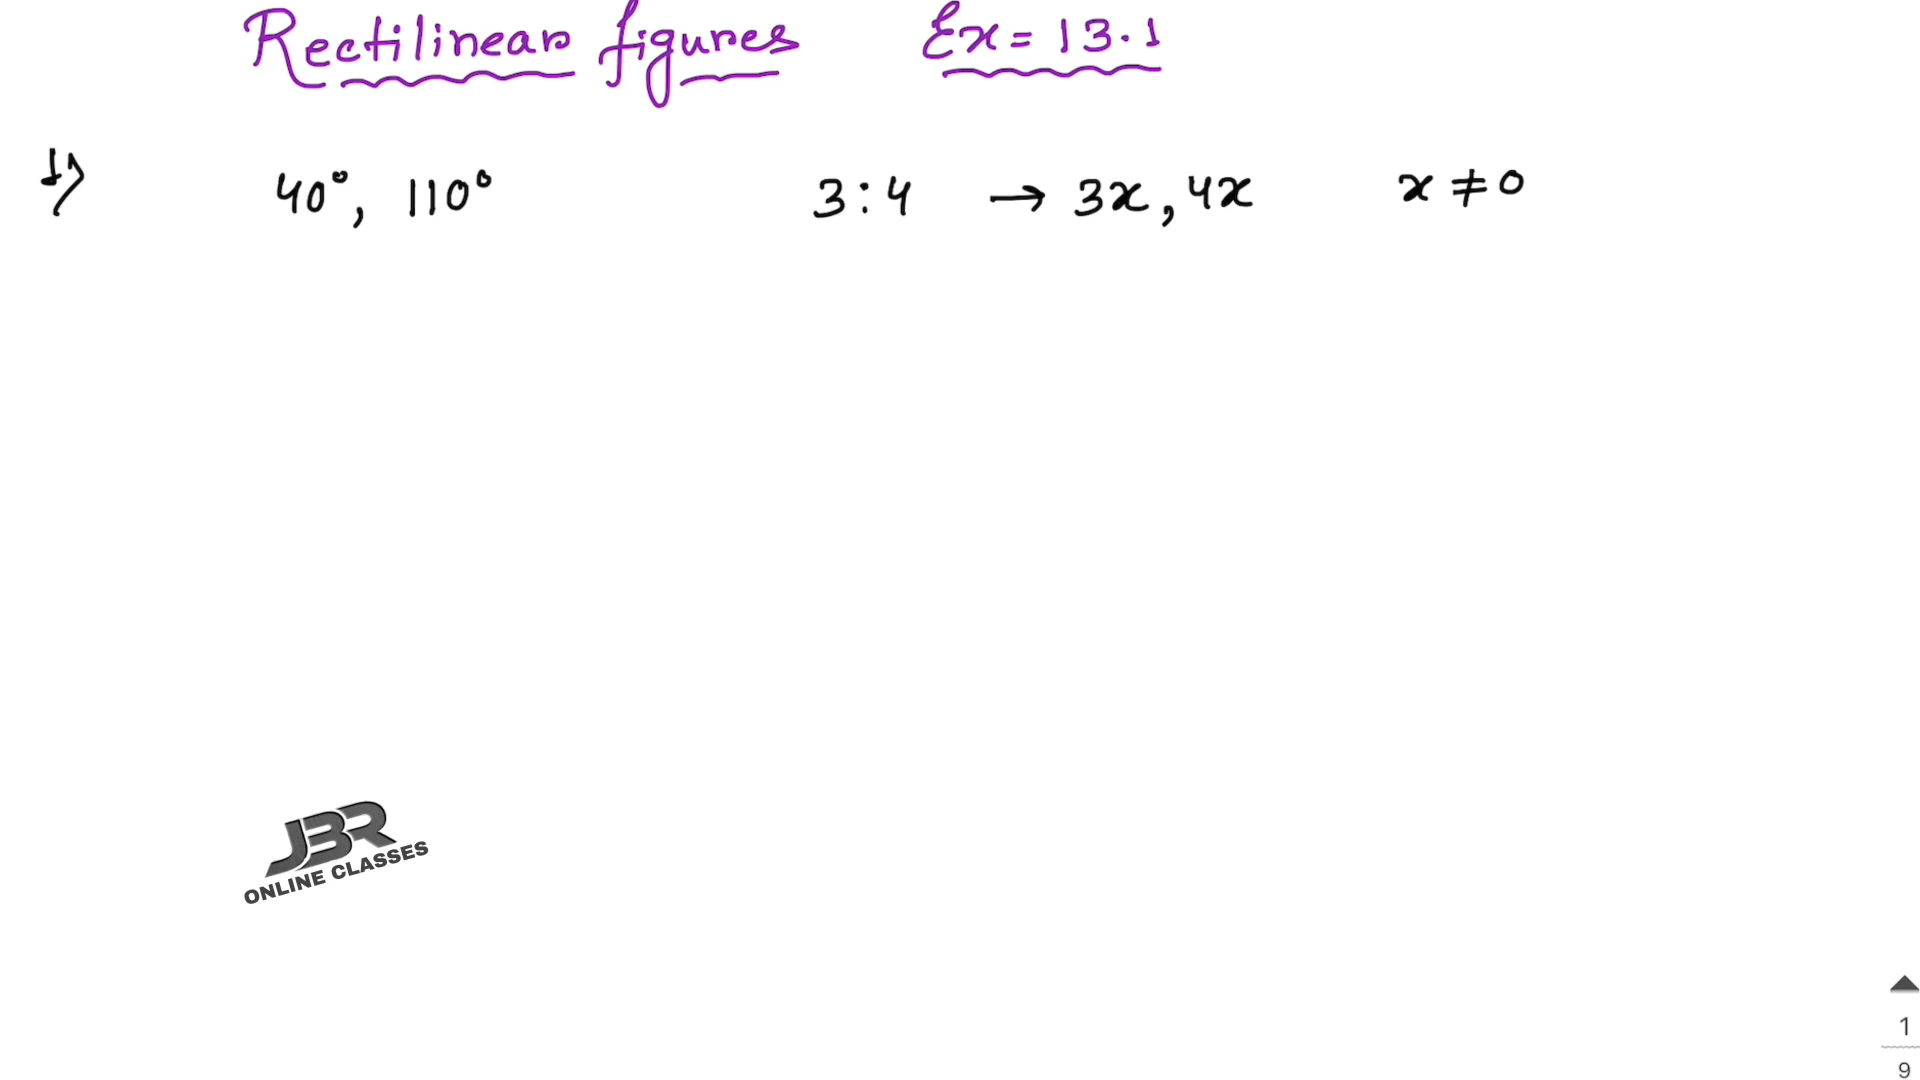 Rectilinear figures Ex = 13.1
1) 40°, 110° 3:4 → 3x, 4x x ≠ 0
JBR
ONLINE CLASSES
1
9